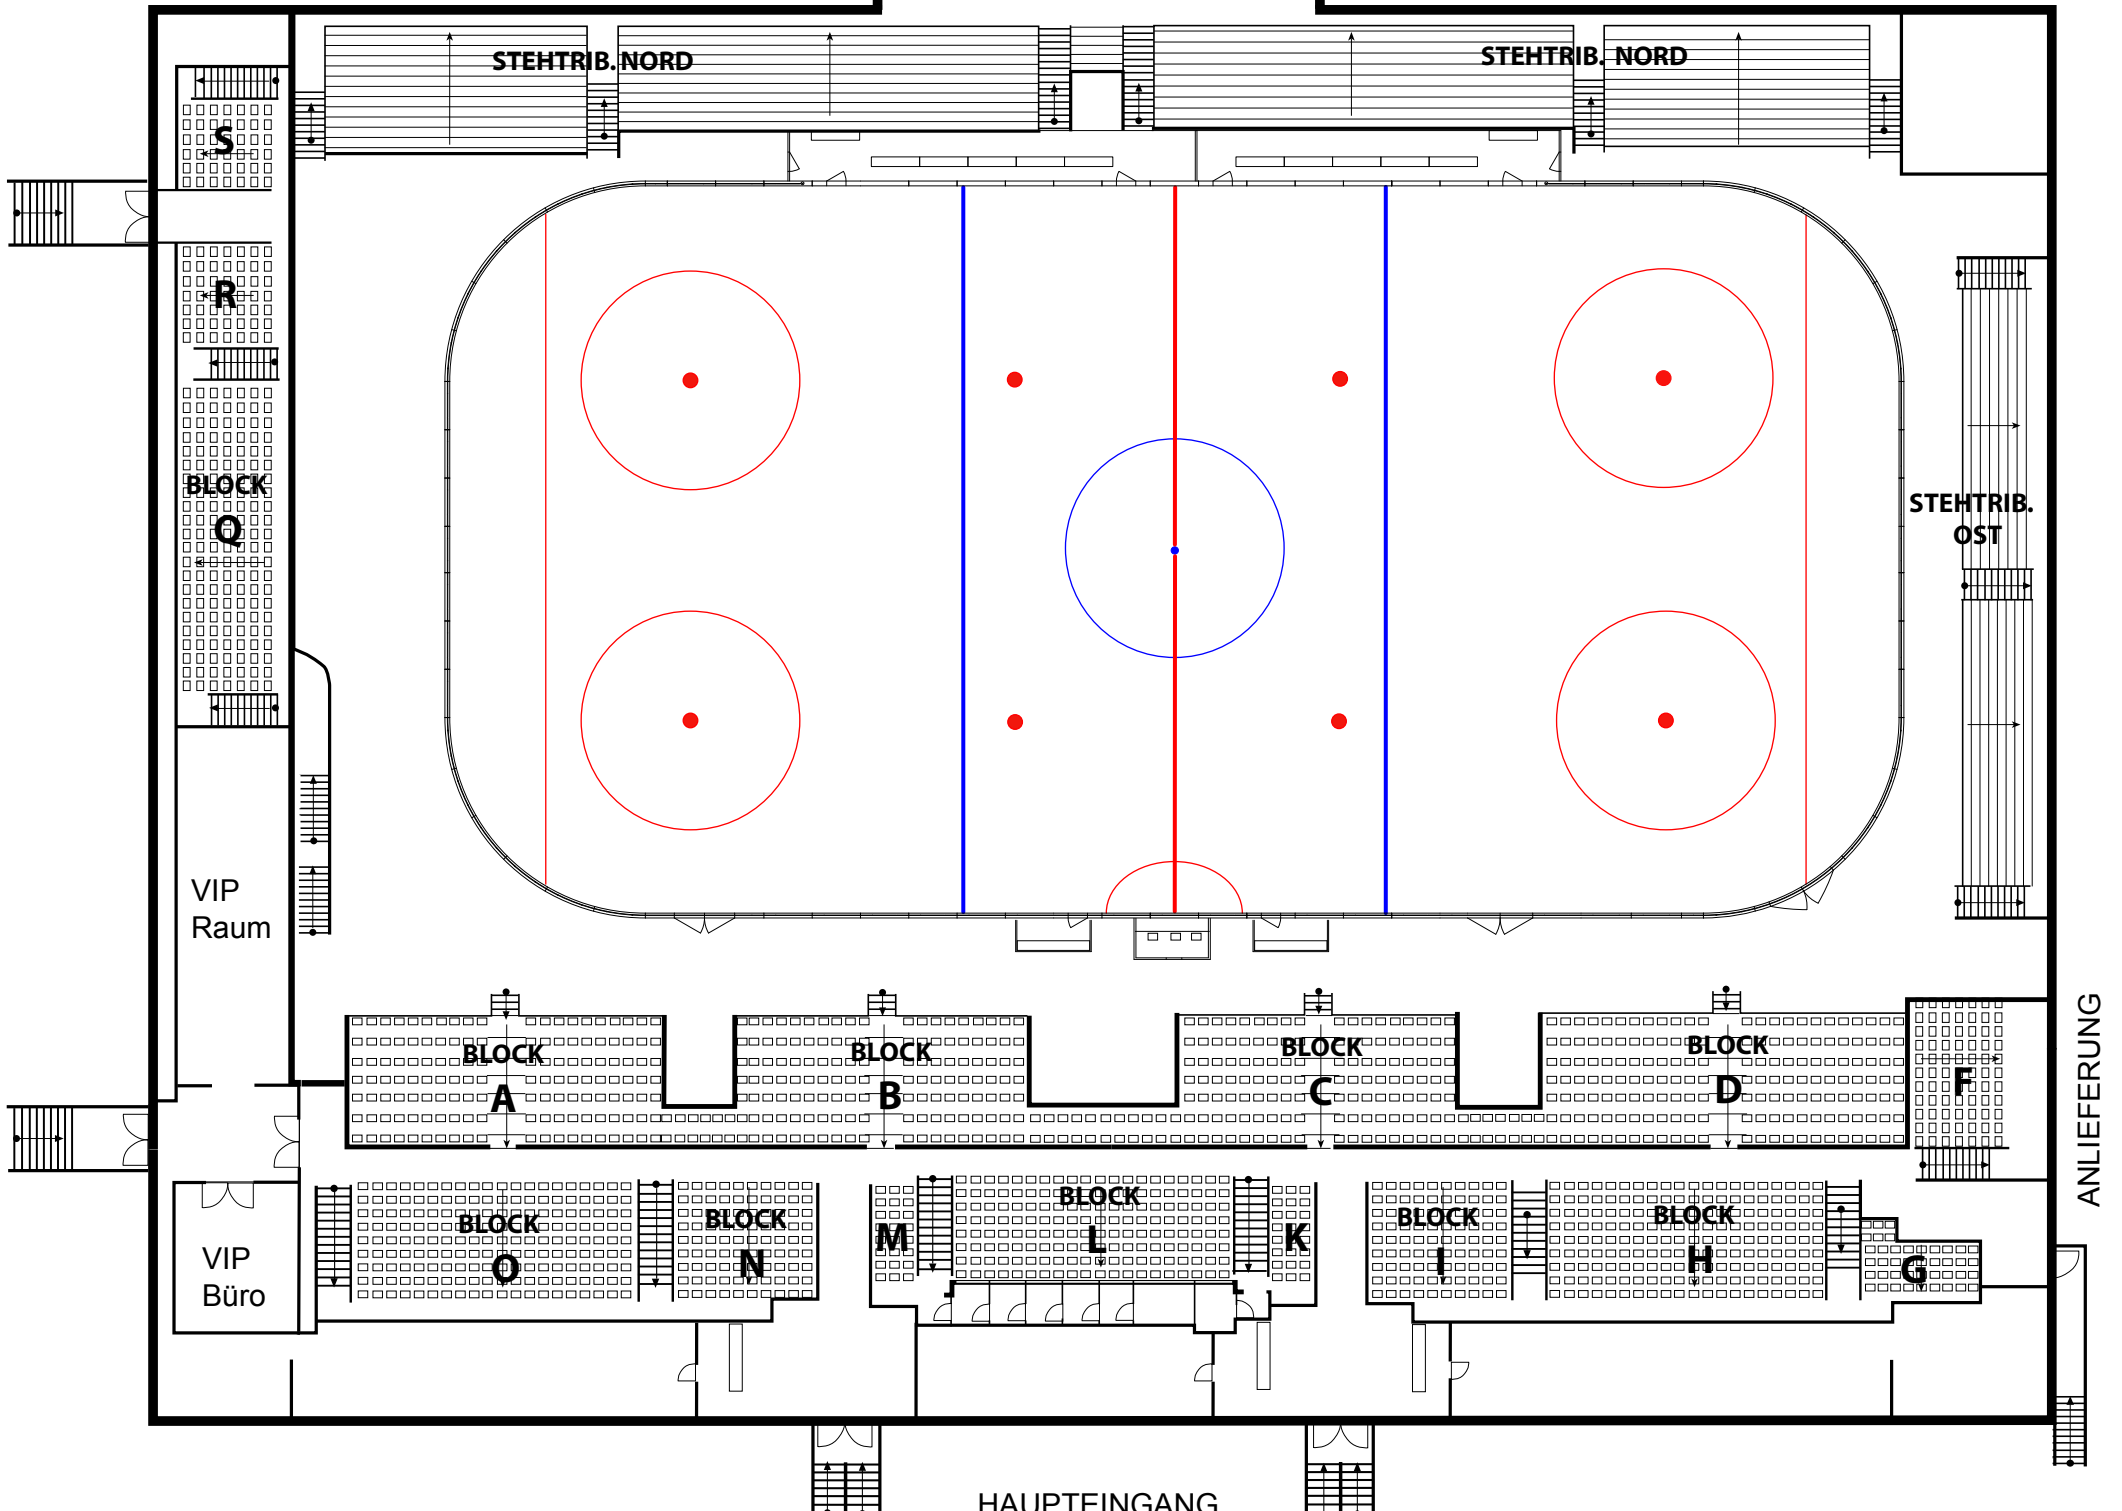 STEHTRIB. NORD
STEHTRIB. NORD
S
R
BLOCK
Q
STEHTRIB.
OST
VIP
Raum
BLOCK
A
BLOCK
B
BLOCK
C
BLOCK
D
F
ANLIEFERUNG
BLOCK
O
BLOCK
N
M
BLOCK
L
K
BLOCK
I
BLOCK
H
G
VIP
Büro
HAUPTEINGANG